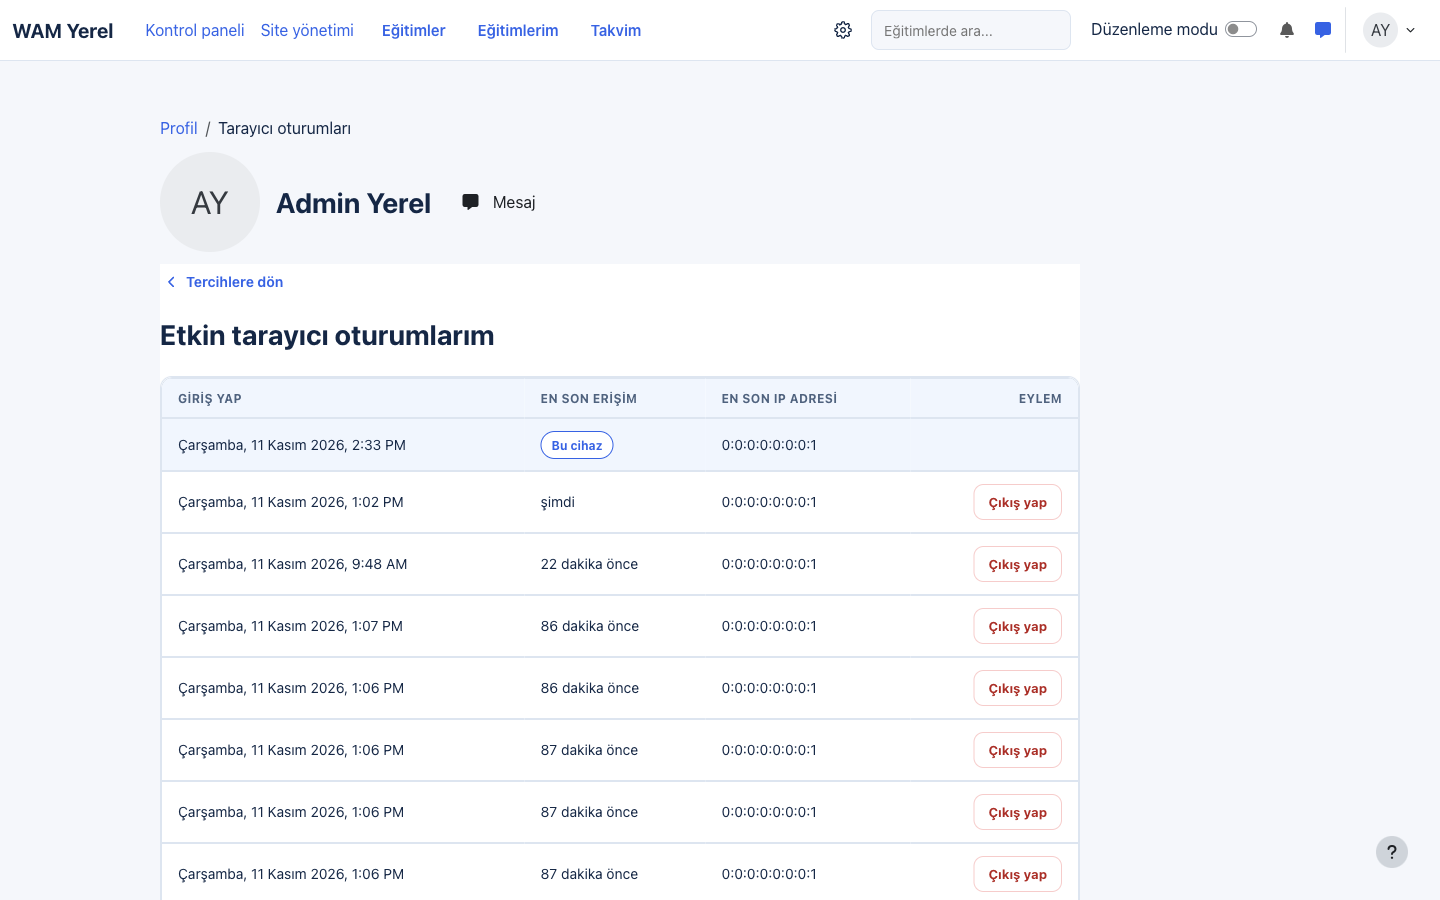 WAM Yerel Kontrol paneli Site yönetimi Eğitimler Eğitimlerim Takvim Eğitimlerde ara... Düzenleme modu AY
Profil / Tarayıcı oturumları
AY Admin Yerel Mesaj
Tercihlere dön
Etkin tarayıcı oturumlarım
GİRİŞ YAP EN SON ERİŞİM EN SON IP ADRESİ EYLEM
Çarşamba, 11 Kasım 2026, 2:33 PM Bu cihaz 0:0:0:0:0:0:0:1
Çarşamba, 11 Kasım 2026, 1:02 PM şimdi 0:0:0:0:0:0:0:1 Çıkış yap
Çarşamba, 11 Kasım 2026, 9:48 AM 22 dakika önce 0:0:0:0:0:0:0:1 Çıkış yap
Çarşamba, 11 Kasım 2026, 1:07 PM 86 dakika önce 0:0:0:0:0:0:0:1 Çıkış yap
Çarşamba, 11 Kasım 2026, 1:06 PM 86 dakika önce 0:0:0:0:0:0:0:1 Çıkış yap
Çarşamba, 11 Kasım 2026, 1:06 PM 87 dakika önce 0:0:0:0:0:0:0:1 Çıkış yap
Çarşamba, 11 Kasım 2026, 1:06 PM 87 dakika önce 0:0:0:0:0:0:0:1 Çıkış yap
Çarşamba, 11 Kasım 2026, 1:06 PM 87 dakika önce 0:0:0:0:0:0:0:1 Çıkış yap
?